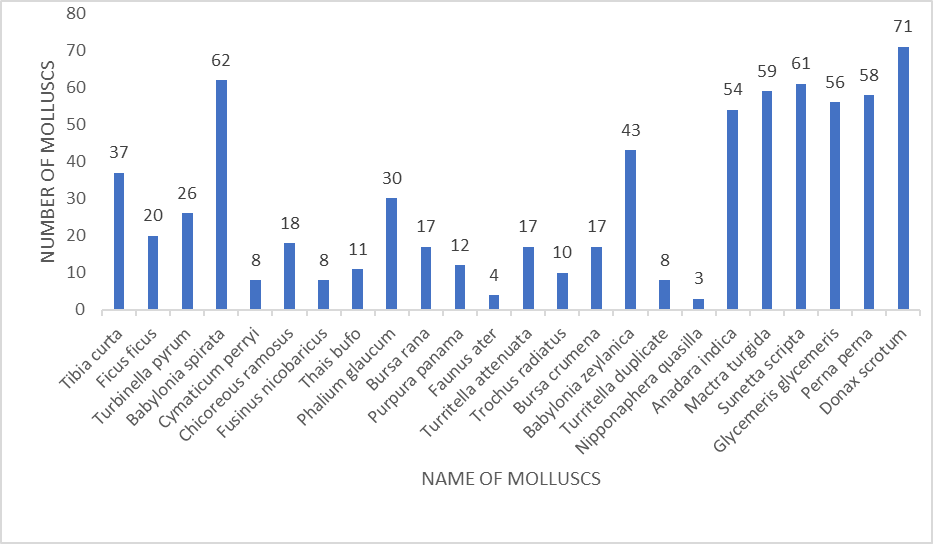 80
70
60
50
40
30
20
10
0
NUMBER OF MOLLUSCS
37
20
26
62
8
18
8
11
30
17
12
4
17
10
17
43
8
3
54
59
61
56
58
71
Tibia curta
Ficus ficus
Turbinella pyrum
Babylonia spirata
Cymaticum perryi
Chicoreous ramosus
Fusinus nicobaricus
Thais bufo
Phalium glaucum
Bursa rana
Purpura panama
Faunus ater
Turritella attenuata
Trochus radiatus
Bursa crumena
Babylonia zeylanica
Turritella duplicate
Nipponaphera quasilla
Anadara indica
Mactra turgida
Sunetta scripta
Glycemeris glycemeris
Perna perna
Donax scrotum
NAME OF MOLLUSCS